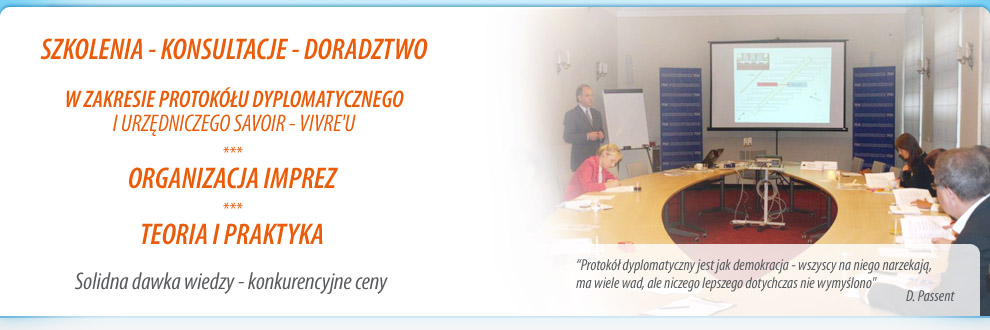 SZKOLENIA - KONSULTACJE - DORADZTWO
W ZAKRESIE PROTOKÓŁU DYPLOMATYCZNEGO
I URZĘDNICZEGO SAVOIR - VIVRE'U
***
ORGANIZACJA IMPREZ
***
TEORIA I PRAKTYKA
Solidna dawka wiedzy - konkurencyjne ceny
“Protokół dyplomatyczny jest jak demokracja - wszyscy na niego narzekają,
ma wiele wad, ale niczego lepszego dotychczas nie wymyślono"
D. Passent